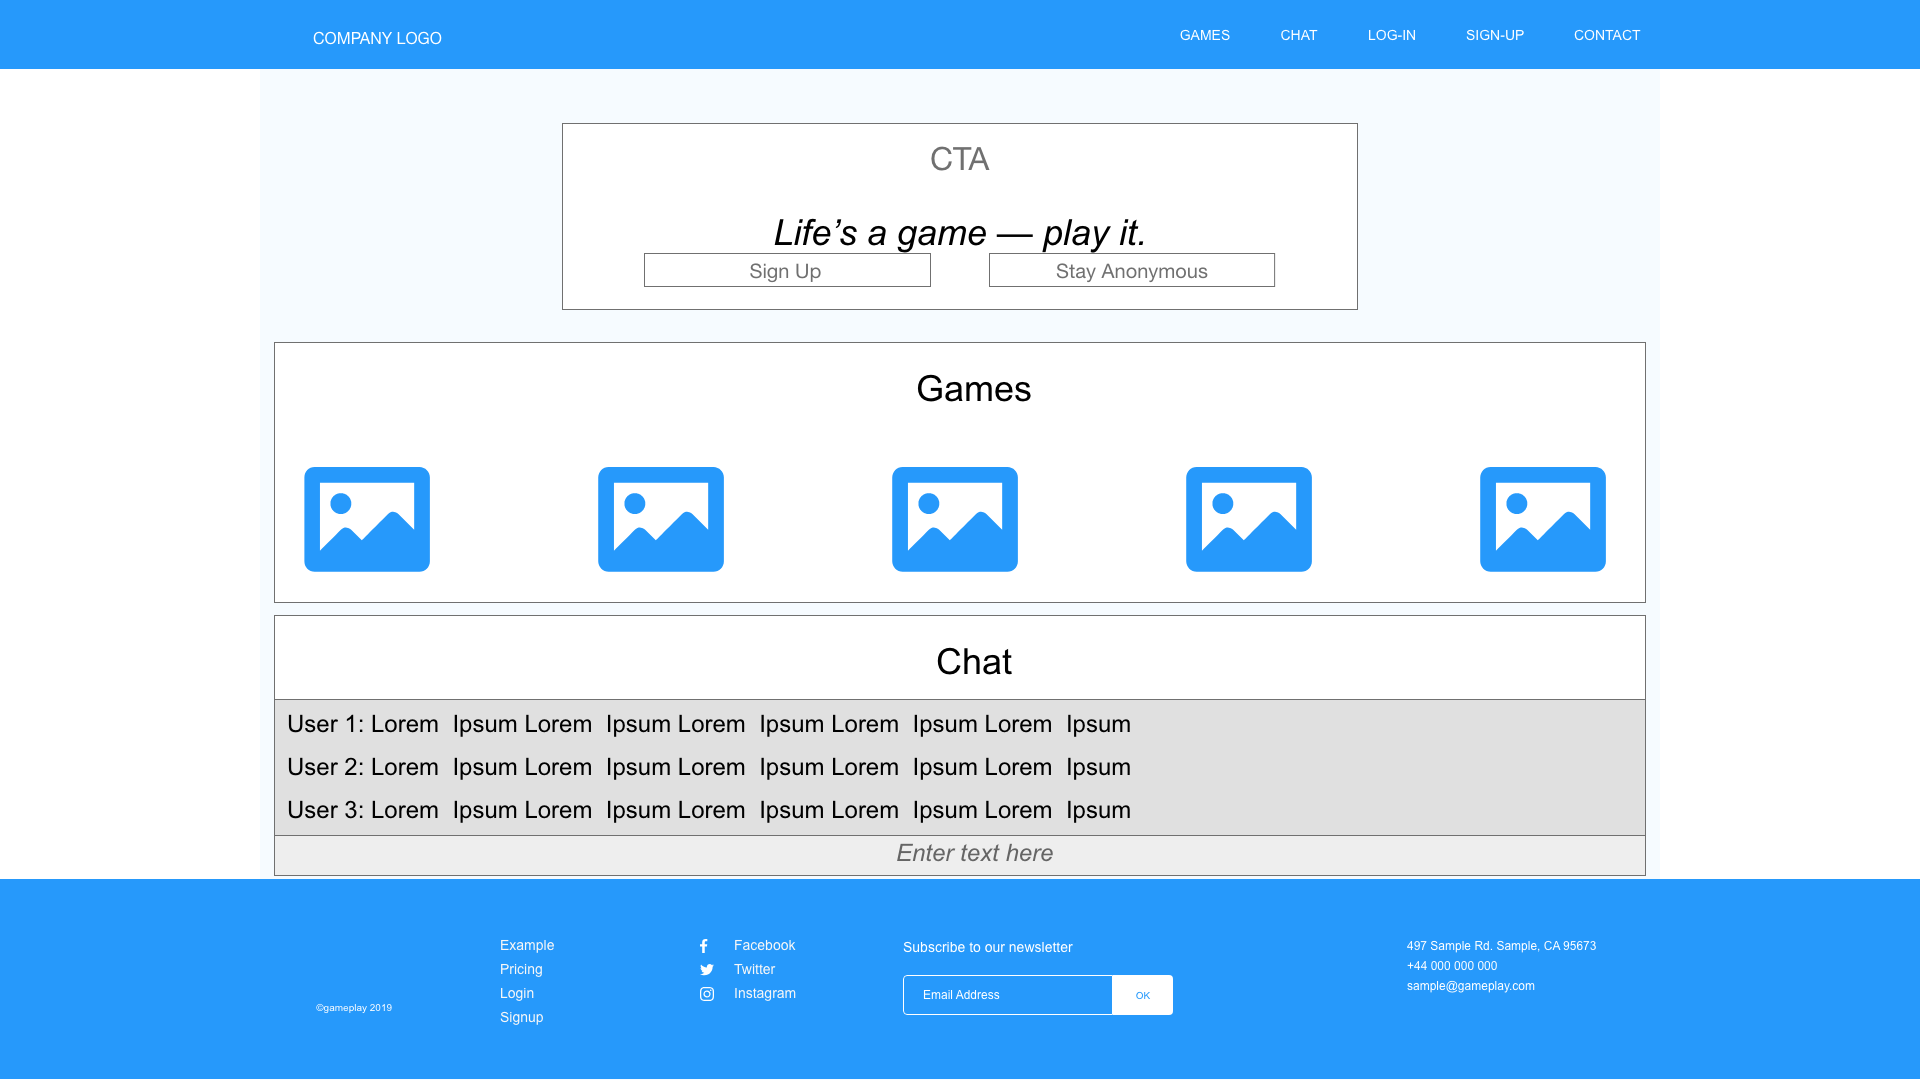 COMPANY LOGO
GAMES CHAT LOG-IN SIGN-UP CONTACT
CTA
Life’s a game — play it.
Sign Up Stay Anonymous
Games
Chat
User 1: Lorem  Ipsum Lorem  Ipsum Lorem  Ipsum Lorem  Ipsum Lorem  Ipsum
User 2: Lorem  Ipsum Lorem  Ipsum Lorem  Ipsum Lorem  Ipsum Lorem  Ipsum
User 3: Lorem  Ipsum Lorem  Ipsum Lorem  Ipsum Lorem  Ipsum Lorem  Ipsum
Enter text here
©gameplay 2019
Example
Pricing
Login
Signup
Facebook
Twitter
Instagram
Subscribe to our newsletter
Email Address OK
497 Sample Rd. Sample, CA 95673
+44 000 000 000
sample@gameplay.com